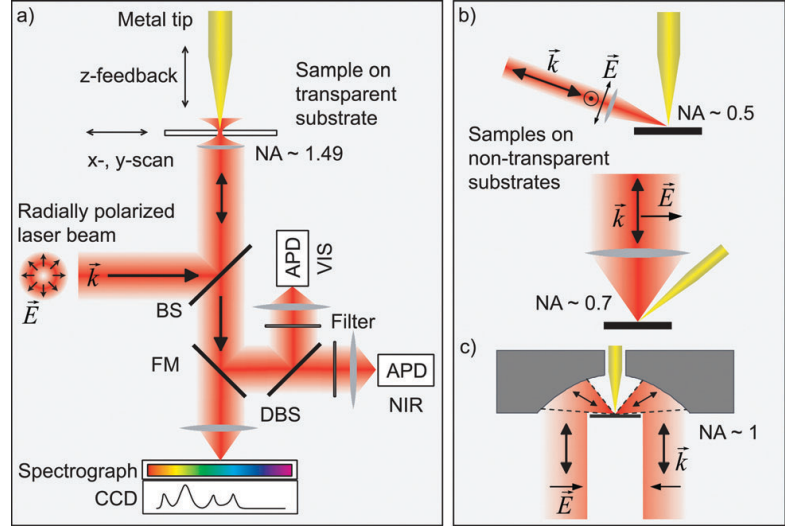 a)
Metal tip
z-feedback
Sample on
transparent
substrate
NA ~ 1.49
x-, y-scan
Radially polarized
laser beam
E
k
BS
APD
VIS
Filter
FM
DBS
APD
NIR
Spectrograph
CCD
b)
k
E
NA ~ 0.5
Samples on
non-transparent
substrates
k
E
NA ~ 0.7
c)
NA ~ 1
k
E